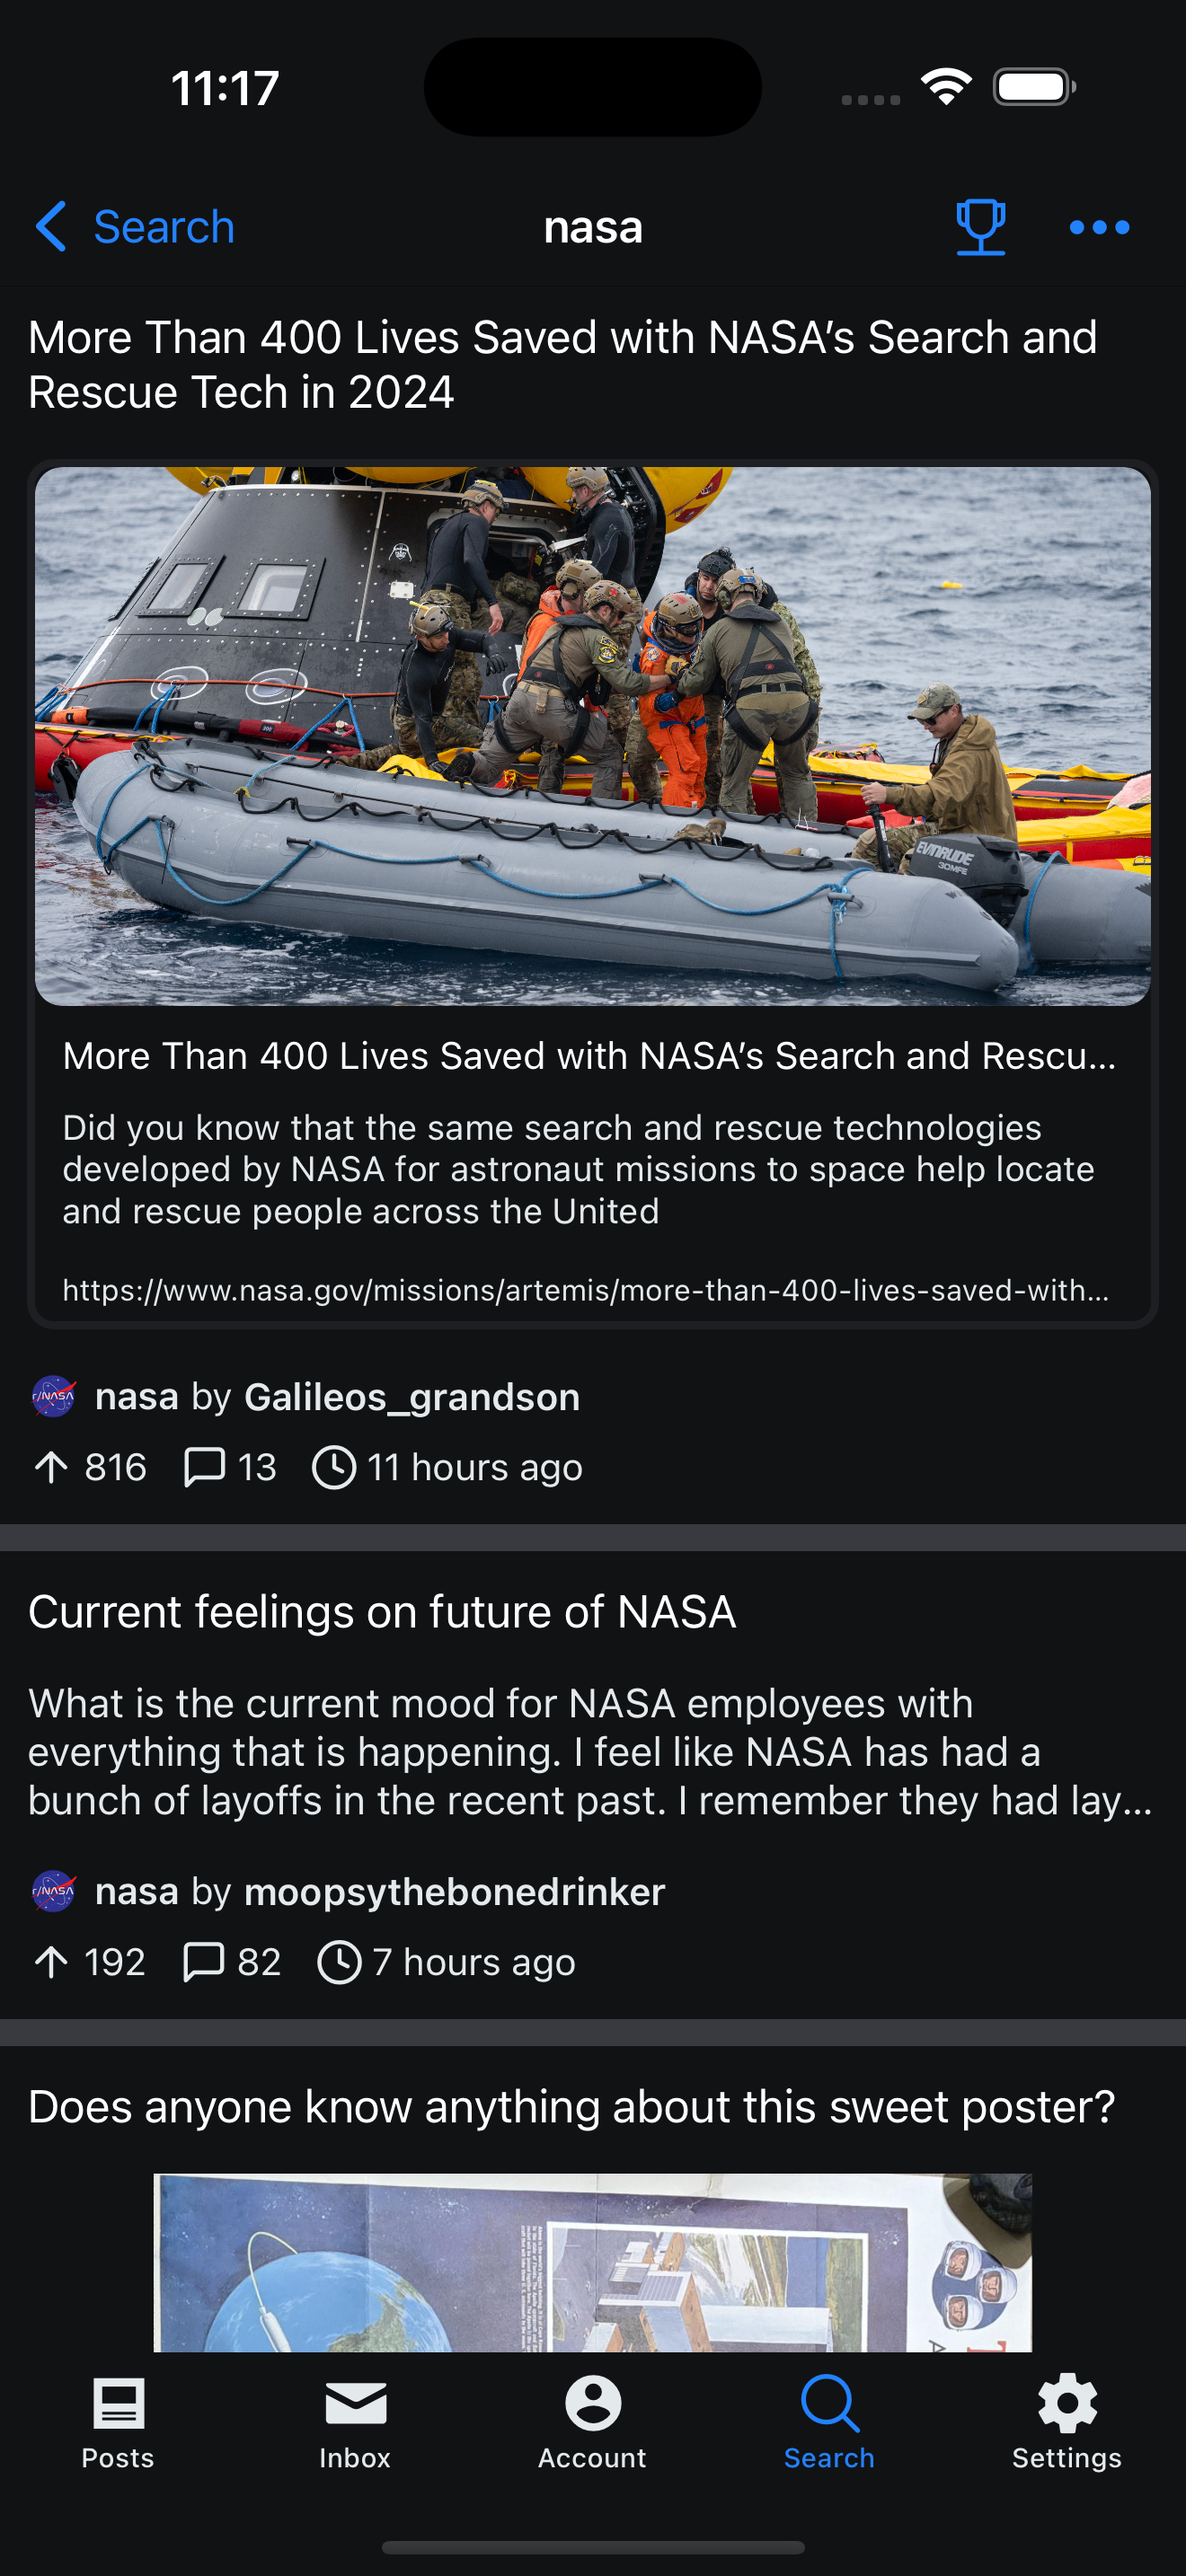 11:17
Search
nasa
More Than 400 Lives Saved with NASA’s Search and
Rescue Tech in 2024
EVINRUDE
30MFE
More Than 400 Lives Saved with NASA’s Search and Rescu...
Did you know that the same search and rescue technologies
developed by NASA for astronaut missions to space help locate
and rescue people across the United
https://www.nasa.gov/missions/artemis/more-than-400-lives-saved-with...
r/NASA
nasa by Galileos_grandson
816 13 11 hours ago
Current feelings on future of NASA
What is the current mood for NASA employees with
everything that is happening. I feel like NASA has had a
bunch of layoffs in the recent past. I remember they had lay...
r/NASA
nasa by moopsythebonedrinker
192 82 7 hours ago
Does anyone know anything about this sweet poster?
Posts
Inbox
Account
Search
Settings